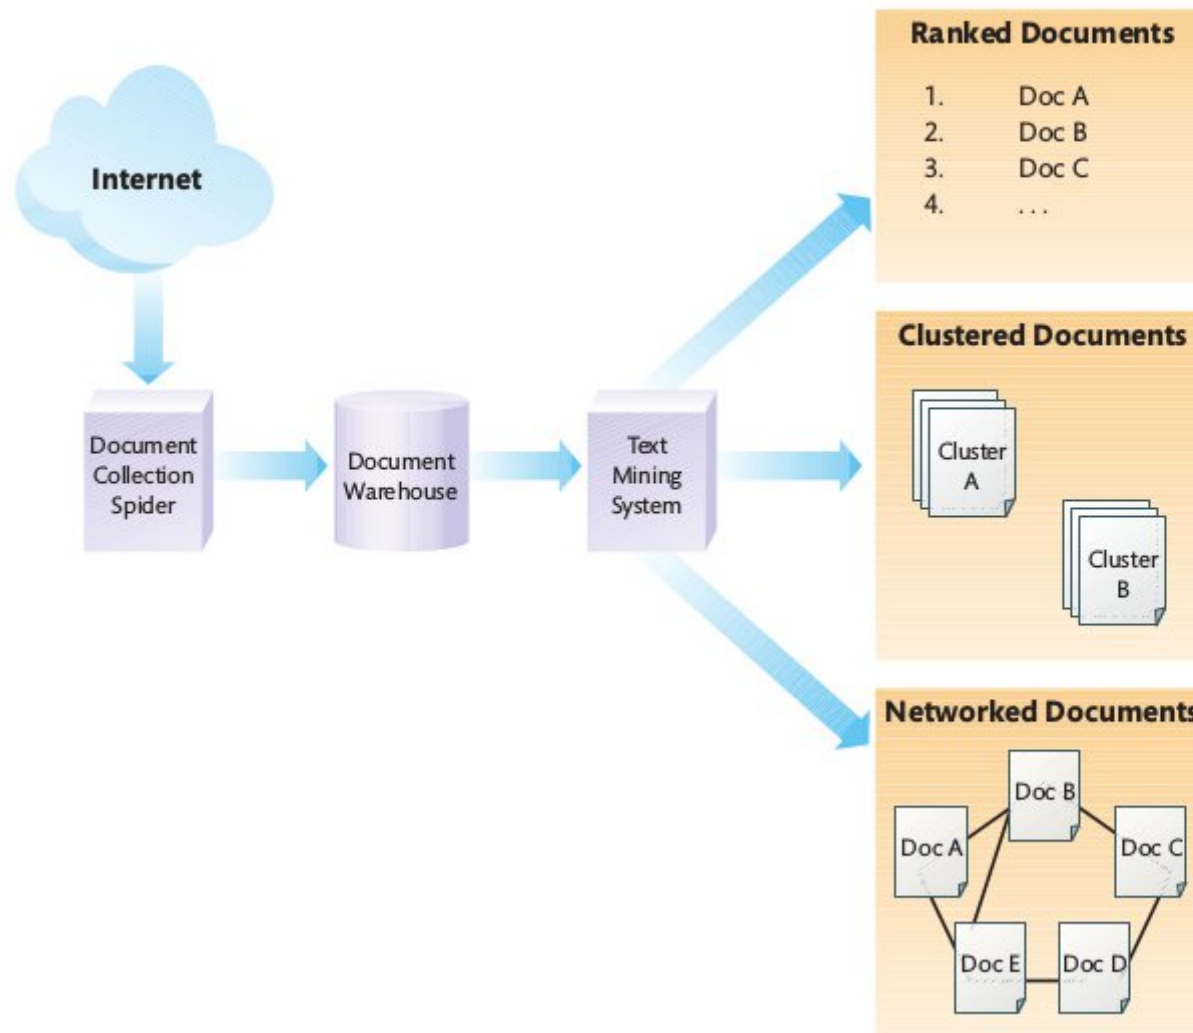 Internet
Document
Collection
Spider
Document
Warehouse
Text
Mining
System
Ranked Documents
1. Doc A
2. Doc B
3. Doc C
4. . . .
Clustered Documents
Cluster
A
Cluster
B
Networked Documents
Doc B
Doc A
Doc C
Doc E
Doc D